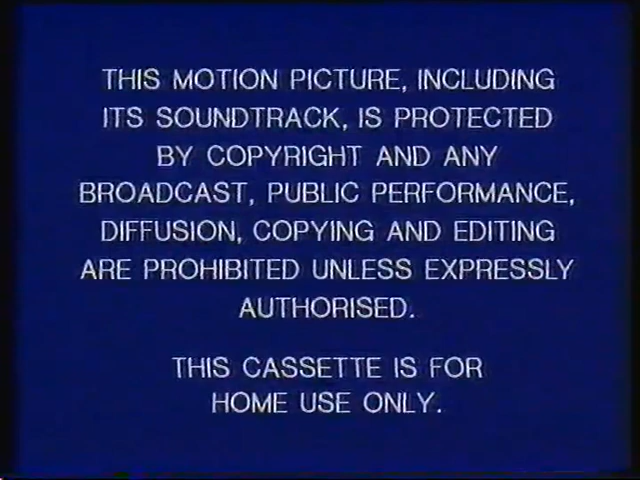 THIS MOTION PICTURE, INCLUDING
ITS SOUNDTRACK, IS PROTECTED
BY COPYRIGHT AND ANY
BROADCAST, PUBLIC PERFORMANCE,
DIFFUSION, COPYING AND EDITING
ARE PROHIBITED UNLESS EXPRESSLY
AUTHORISED.
THIS CASSETTE IS FOR
HOME USE ONLY.